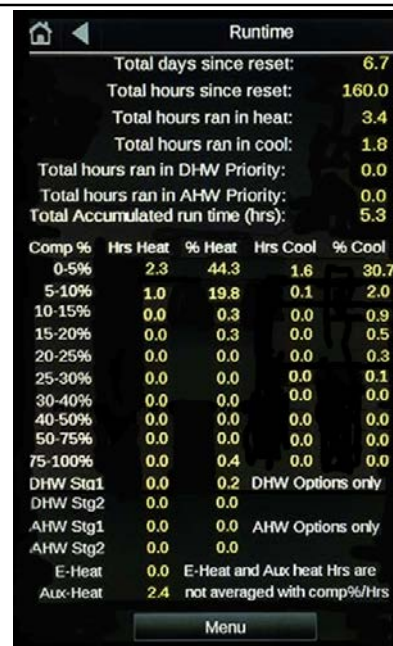 Runtime
Total days since reset: 6.7
Total hours since reset: 160.0
Total hours ran in heat: 3.4
Total hours ran in cool: 1.8
Total hours ran in DHW Priority: 0.0
Total hours ran in AHW Priority: 0.0
Total Accumulated run time (hrs): 5.3
Comp % Hrs Heat % Heat Hrs Cool % Cool
0-5% 2.3 44.3 1.6 30.7
5-10% 1.0 19.8 0.1 2.0
10-15% 0.0 0.3 0.0 0.9
15-20% 0.0 0.3 0.0 0.5
20-25% 0.0 0.0 0.0 0.3
25-30% 0.0 0.0 0.0 0.1
30-40% 0.0 0.0 0.0 0.0
40-50% 0.0 0.0 0.0 0.0
50-75% 0.0 0.0 0.0 0.0
75-100% 0.0 0.4 0.0 0.0
DHW Stg1 0.0 0.2 DHW Options only
DHW Stg2 0.0 0.0
AHW Stg1 0.0 0.0 AHW Options only
AHW Stg2 0.0 0.0
E-Heat 0.0 E-Heat and Aux heat Hrs are
Aux-Heat 2.4 not averaged with comp%/Hrs
Menu